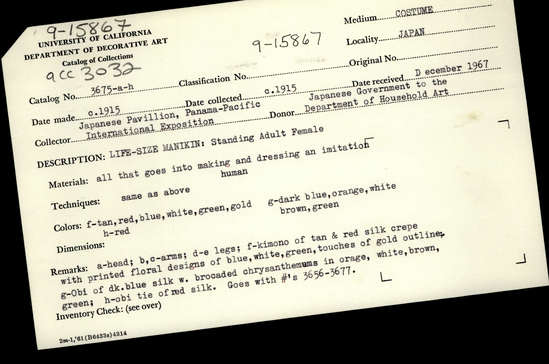 9-15867
UNIVERSITY OF CALIFORNIA
DEPARTMENT OF DECORATIVE ART
Catalog of Collections
acc 3032
9-15867
Medium COSTUME
Locality JAPAN
Catalog No. 3675-a-h Classification No. Original No.
Date made c.1915 Date collected c.1915 Date received D ecember 1967
Japanese Pavillion, Panama-Pacific Japanese Government to the
Collector International Exposition Donor Department of Household Art
DESCRIPTION: LIFE-SIZE MANIKIN: Standing Adult Female
Materials: all that goes into making and dressing an imitation
human
Techniques: same as above
Colors: f-tan,red,blue,white,green,gold g-dark blue,orange,white
h-red brown,green
Dimensions:
Remarks: a-head; b,c-arms; d-e legs; f-kimono of tan & red silk crepe
with printed floral designs of blue,white,green,touches of gold outline;
g-Obi of dk.blue silk w. brocaded chrysanthemums in orage, white,brown,
green; h-obi tie of red silk. Goes with #'s 3656-3677.
Inventory Check: (see over)
2m-1,'61(B6433s)4314